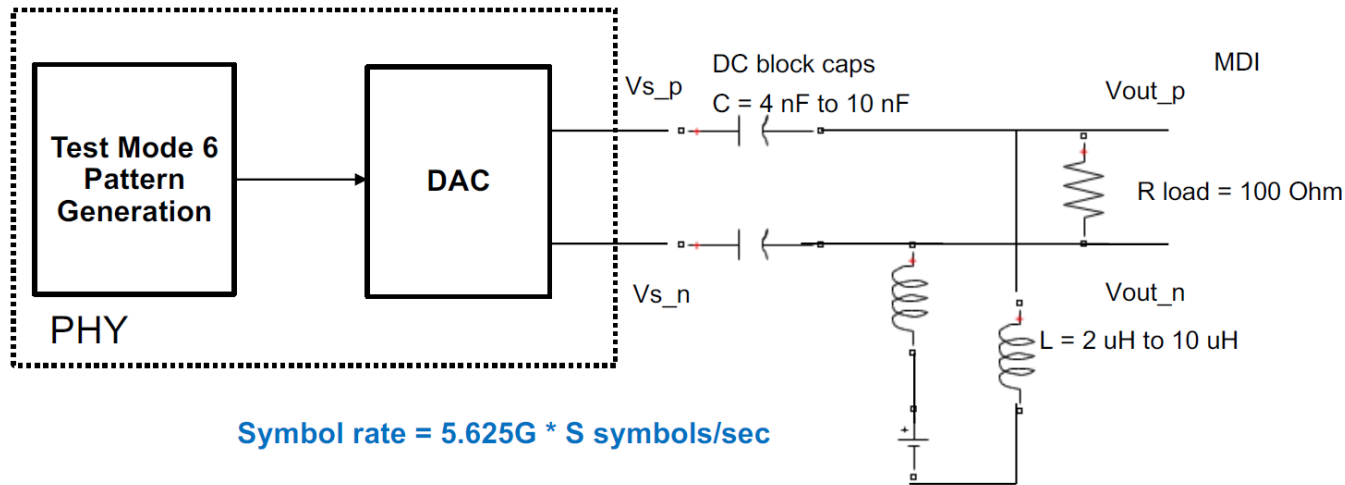 Test Mode 6
Pattern
Generation
DAC
PHY
Vs_p
Vs_n
DC block caps
C = 4 nF to 10 nF
MDI
Vout_p
R load = 100 Ohm
Vout_n
L = 2 uH to 10 uH
+
Symbol rate = 5.625G * S symbols/sec